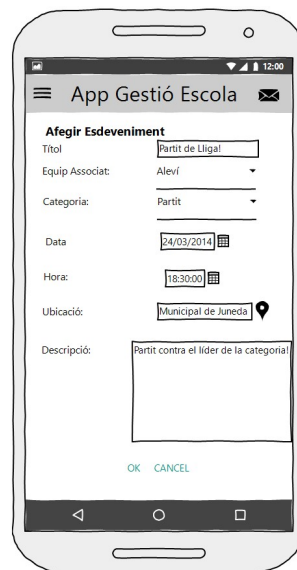 12:00
App Gestió Escola
Afegir Esdeveniment
Títol Partit de Lliga!
Equip Associat: Aleví
Categoria: Partit
Data 24/03/2014
Hora: 18:30:00
Ubicació: Municipal de Juneda
Descripció: Partit contra el líder de la categoria!
OK CANCEL